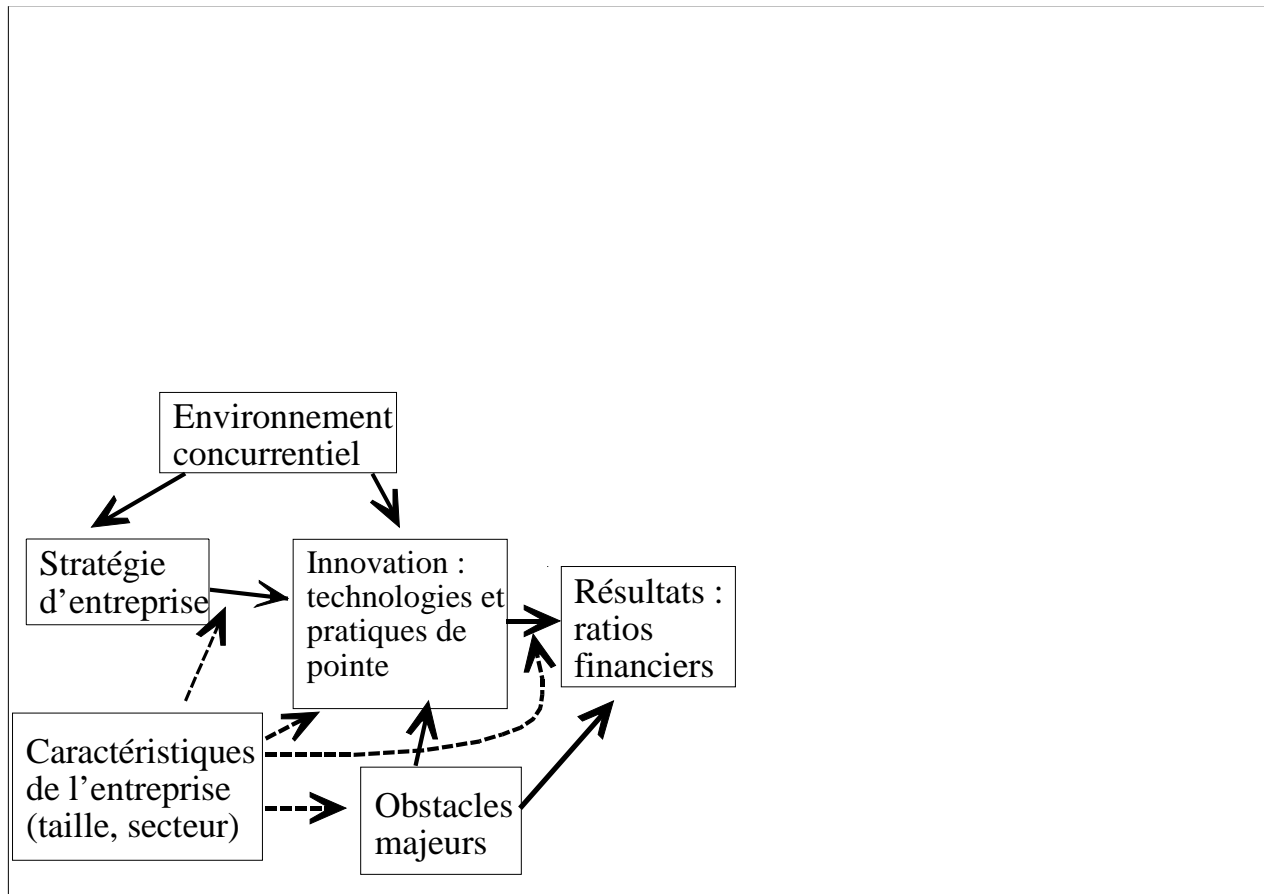 Environnement
concurrentiel
Stratégie
d’entreprise
Innovation :
technologies et
pratiques de
pointe
Résultats :
ratios
financiers
Caractéristiques
de l’entreprise
(taille, secteur)
Obstacles
majeurs